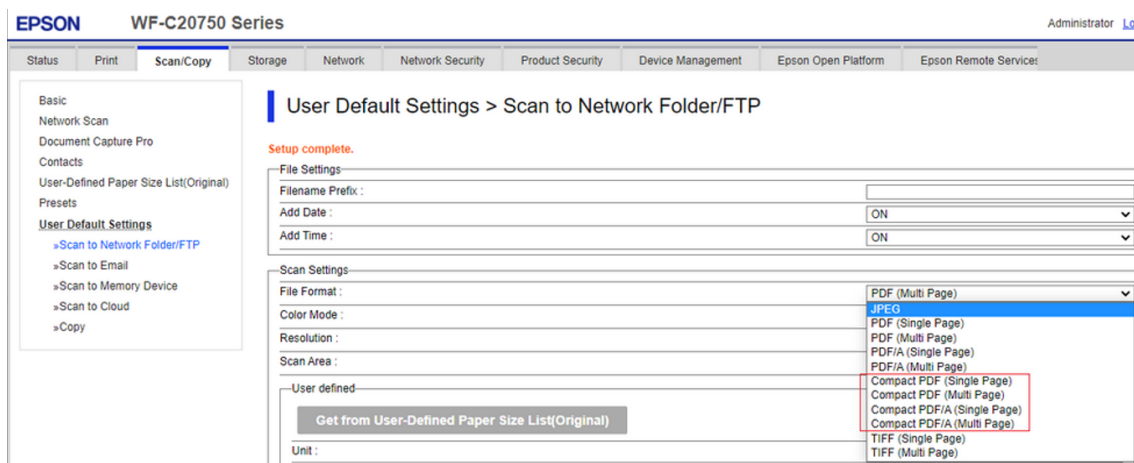 EPSON WF-C20750 Series Administrator
Status Print Scan/Copy Storage Network Network Security Product Security Device Management Epson Open Platform Epson Remote Services
Basic
Network Scan
Document Capture Pro
Contacts
User-Defined Paper Size List(Original)
Presets
User Default Settings
»Scan to Network Folder/FTP
»Scan to Email
»Scan to Memory Device
»Scan to Cloud
»Copy
User Default Settings > Scan to Network Folder/FTP
Setup complete.
File Settings
Filename Prefix :
Add Date : ON
Add Time : ON
Scan Settings
File Format : PDF (Multi Page)
Color Mode :
Resolution :
Scan Area :
JPEG
PDF (Single Page)
PDF (Multi Page)
PDF/A (Single Page)
PDF/A (Multi Page)
Compact PDF (Single Page)
Compact PDF (Multi Page)
Compact PDF/A (Single Page)
Compact PDF/A (Multi Page)
TIFF (Single Page)
TIFF (Multi Page)
User defined
Get from User-Defined Paper Size List(Original)
Unit :